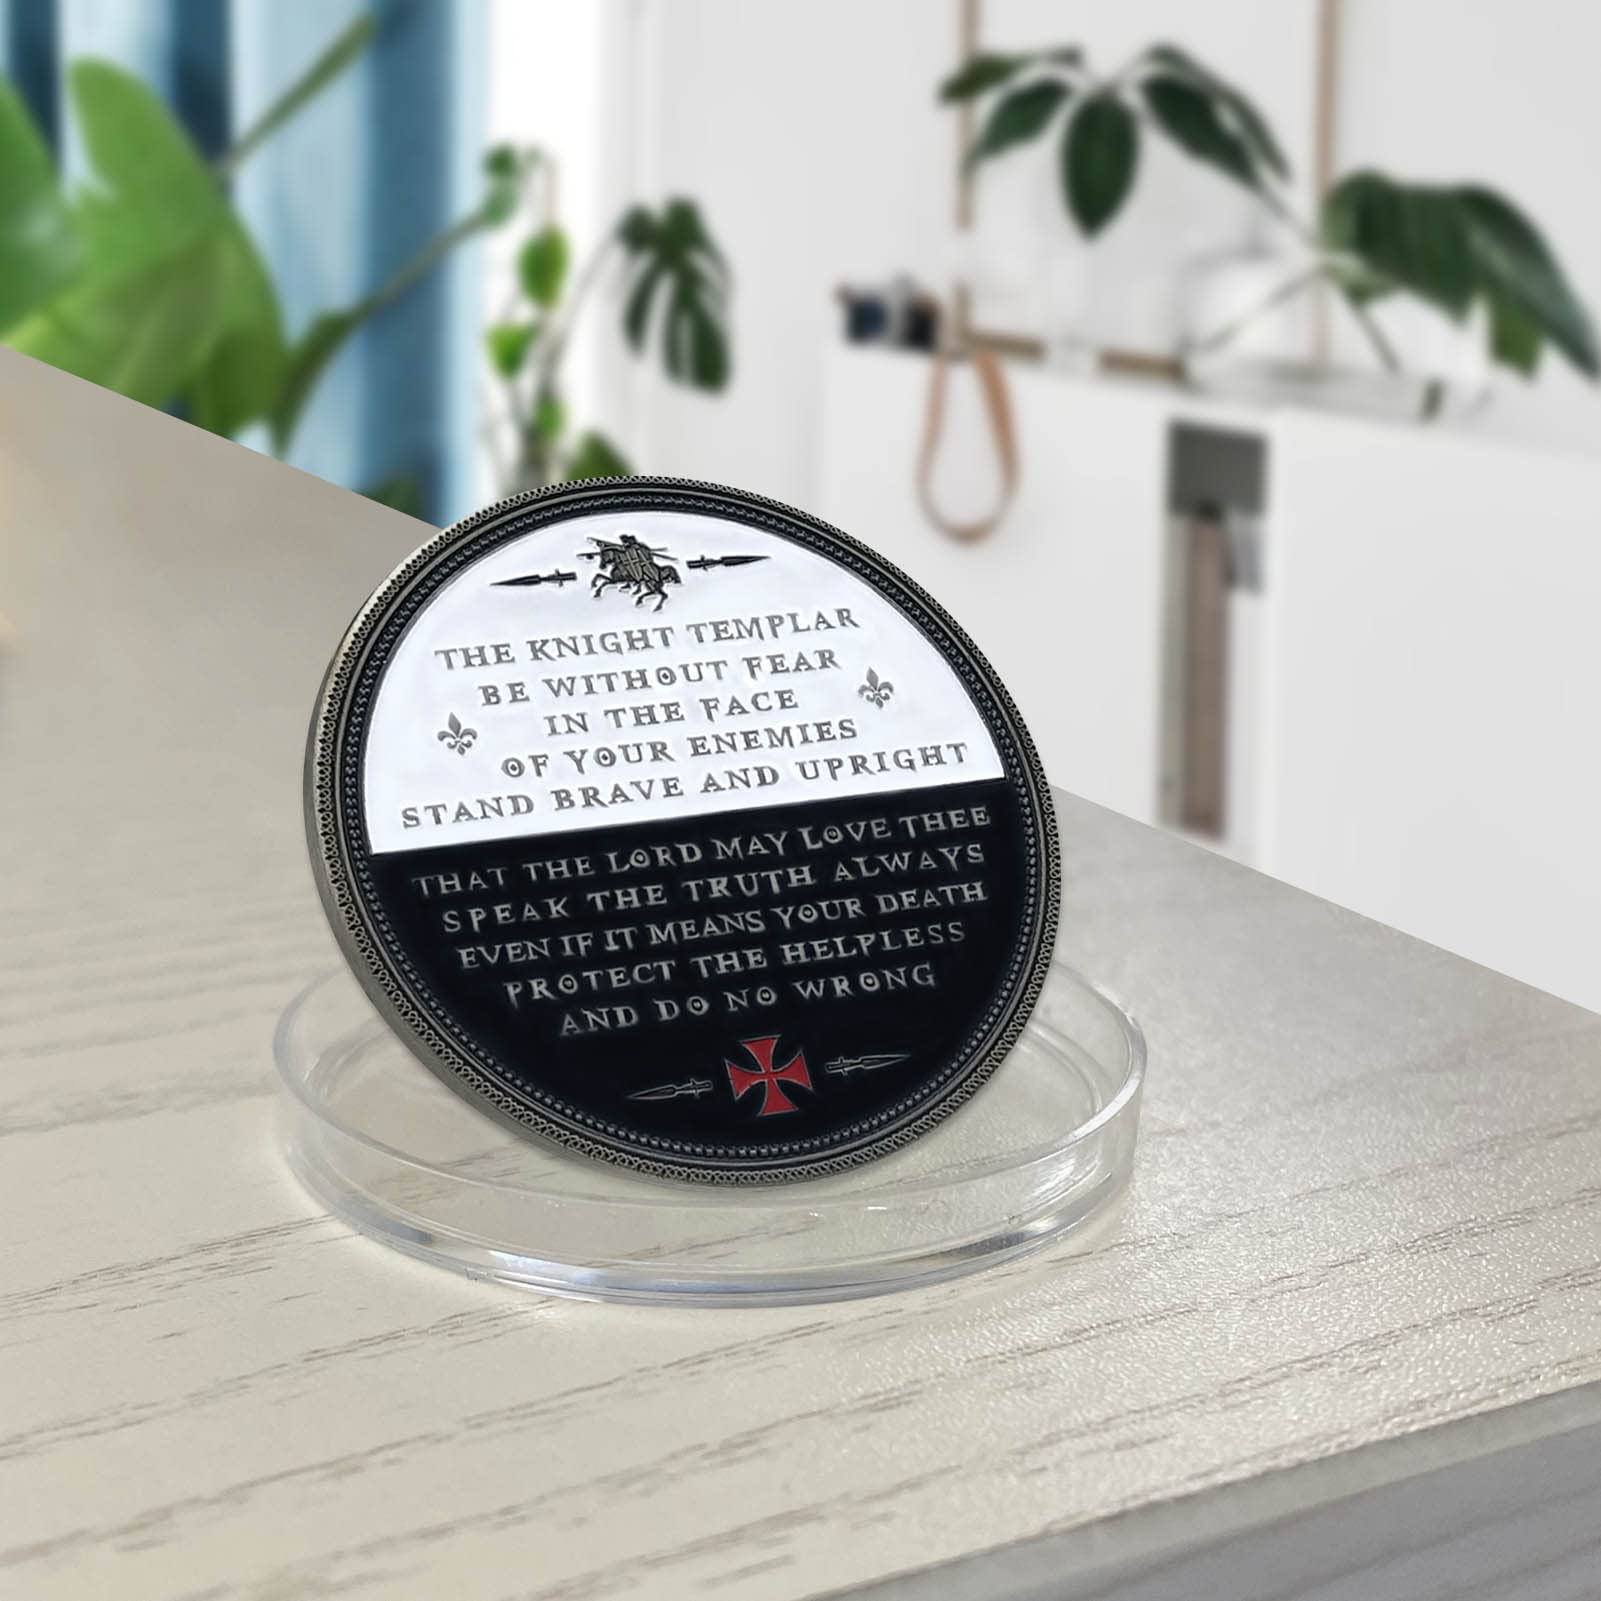 THE KNIGHT TEMPLAR
BE WITHOUT FEAR
IN THE FACE
OF YOUR ENEMIES
STAND BRAVE AND UPRIGHT
THAT THE LORD MAY LOVE THEE
SPEAK THE TRUTH ALWAYS
EVEN IF IT MEANS YOUR DEATH
PROTECT THE HELPLESS
AND DO NO WRONG